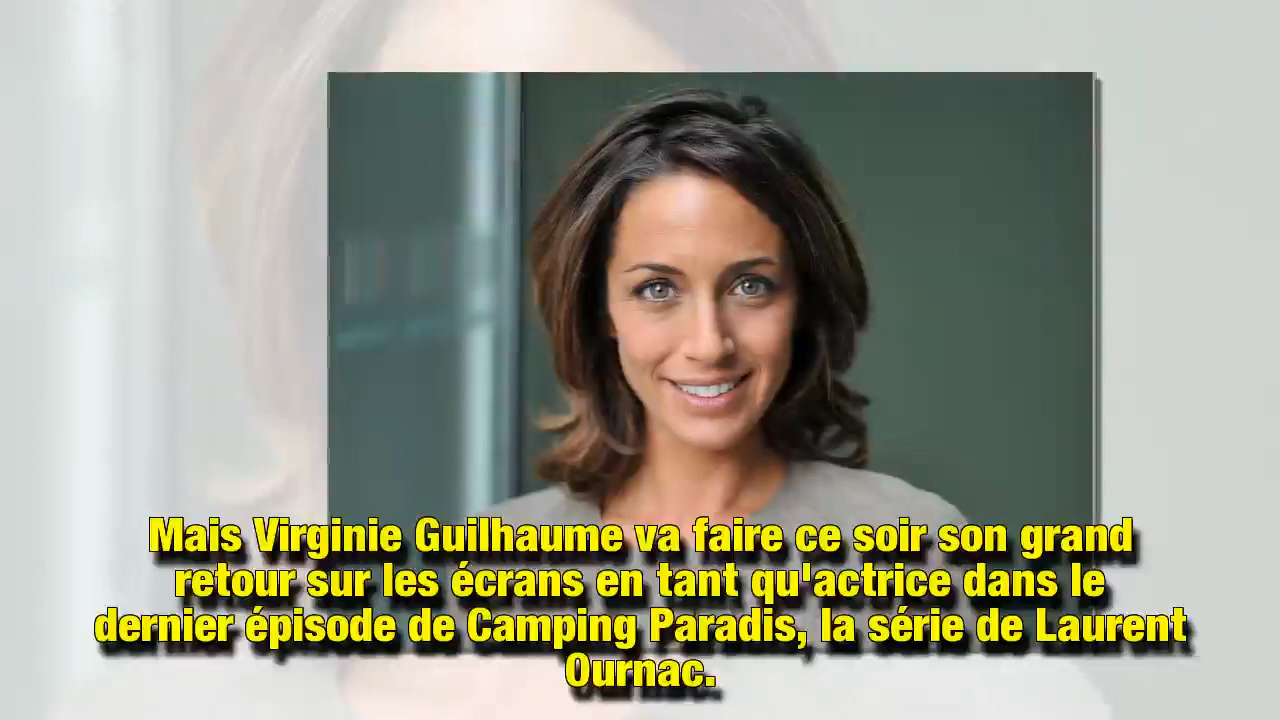 Mais Virginie Guilhaume va faire ce soir son grand
retour sur les écrans en tant qu'actrice dans le
dernier épisode de Camping Paradis, la série de Laurent
Ournac.